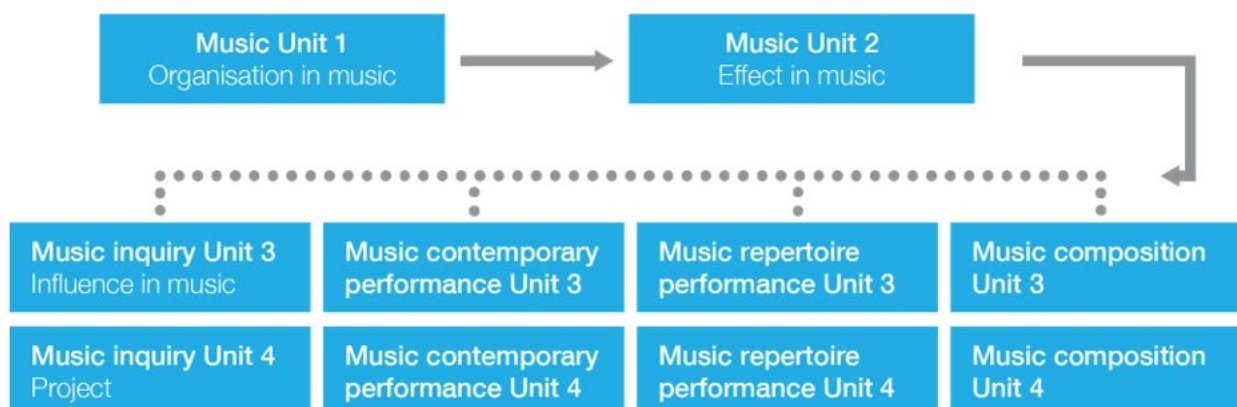 Music Unit 1
Organisation in music
Music Unit 2
Effect in music
Music inquiry Unit 3
Influence in music
Music contemporary
performance Unit 3
Music repertoire
performance Unit 3
Music composition
Unit 3
Music inquiry Unit 4
Project
Music contemporary
performance Unit 4
Music repertoire
performance Unit 4
Music composition
Unit 4